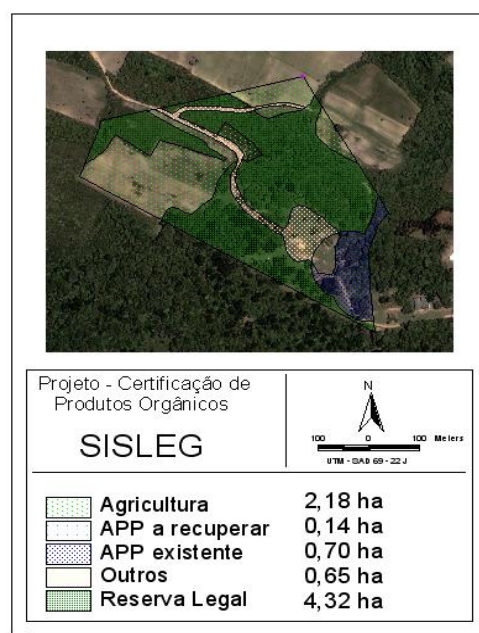 Projeto - Certificação de
Produtos Orgânicos
SISLEG
N
100 0 100 Meters
UTM - SAD 69 - 22 J
Agricultura 2,18 ha
APP a recuperar 0,14 ha
APP existente 0,70 ha
Outros 0,65 ha
Reserva Legal 4,32 ha